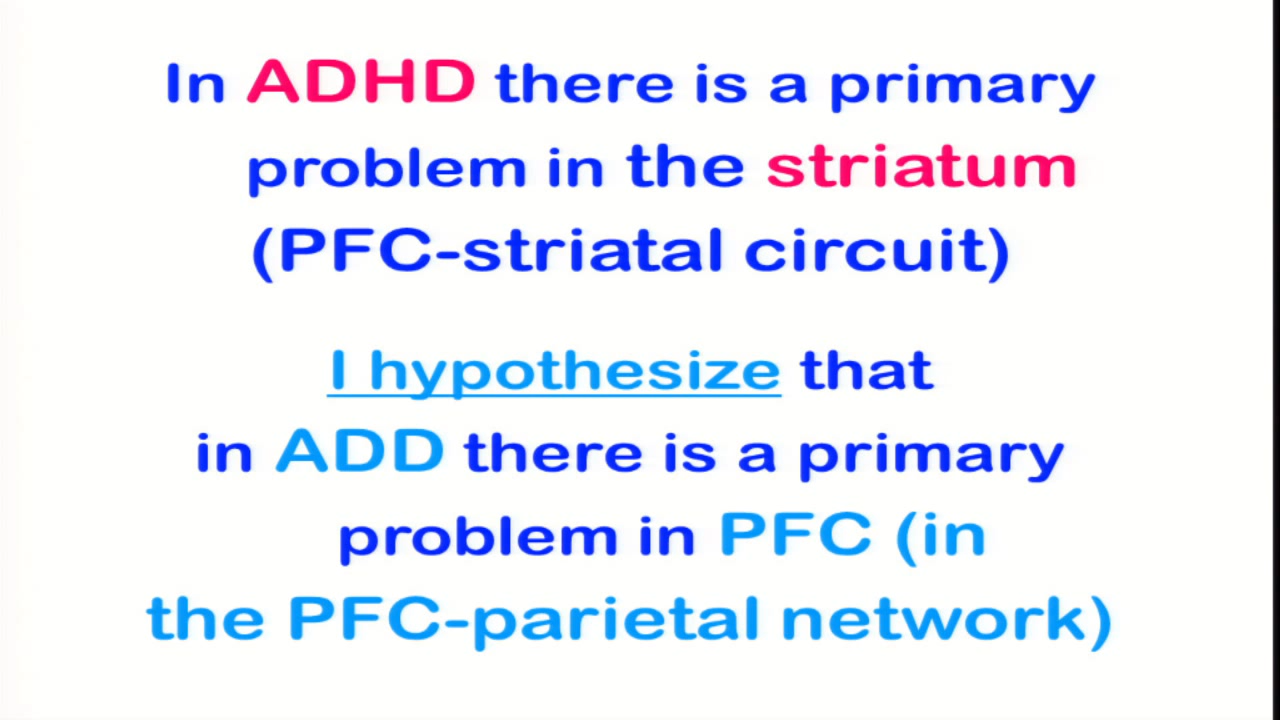 In ADHD there is a primary
problem in the striatum
(PFC-striatal circuit)
I hypothesize that
in ADD there is a primary
problem in PFC (in
the PFC-parietal network)